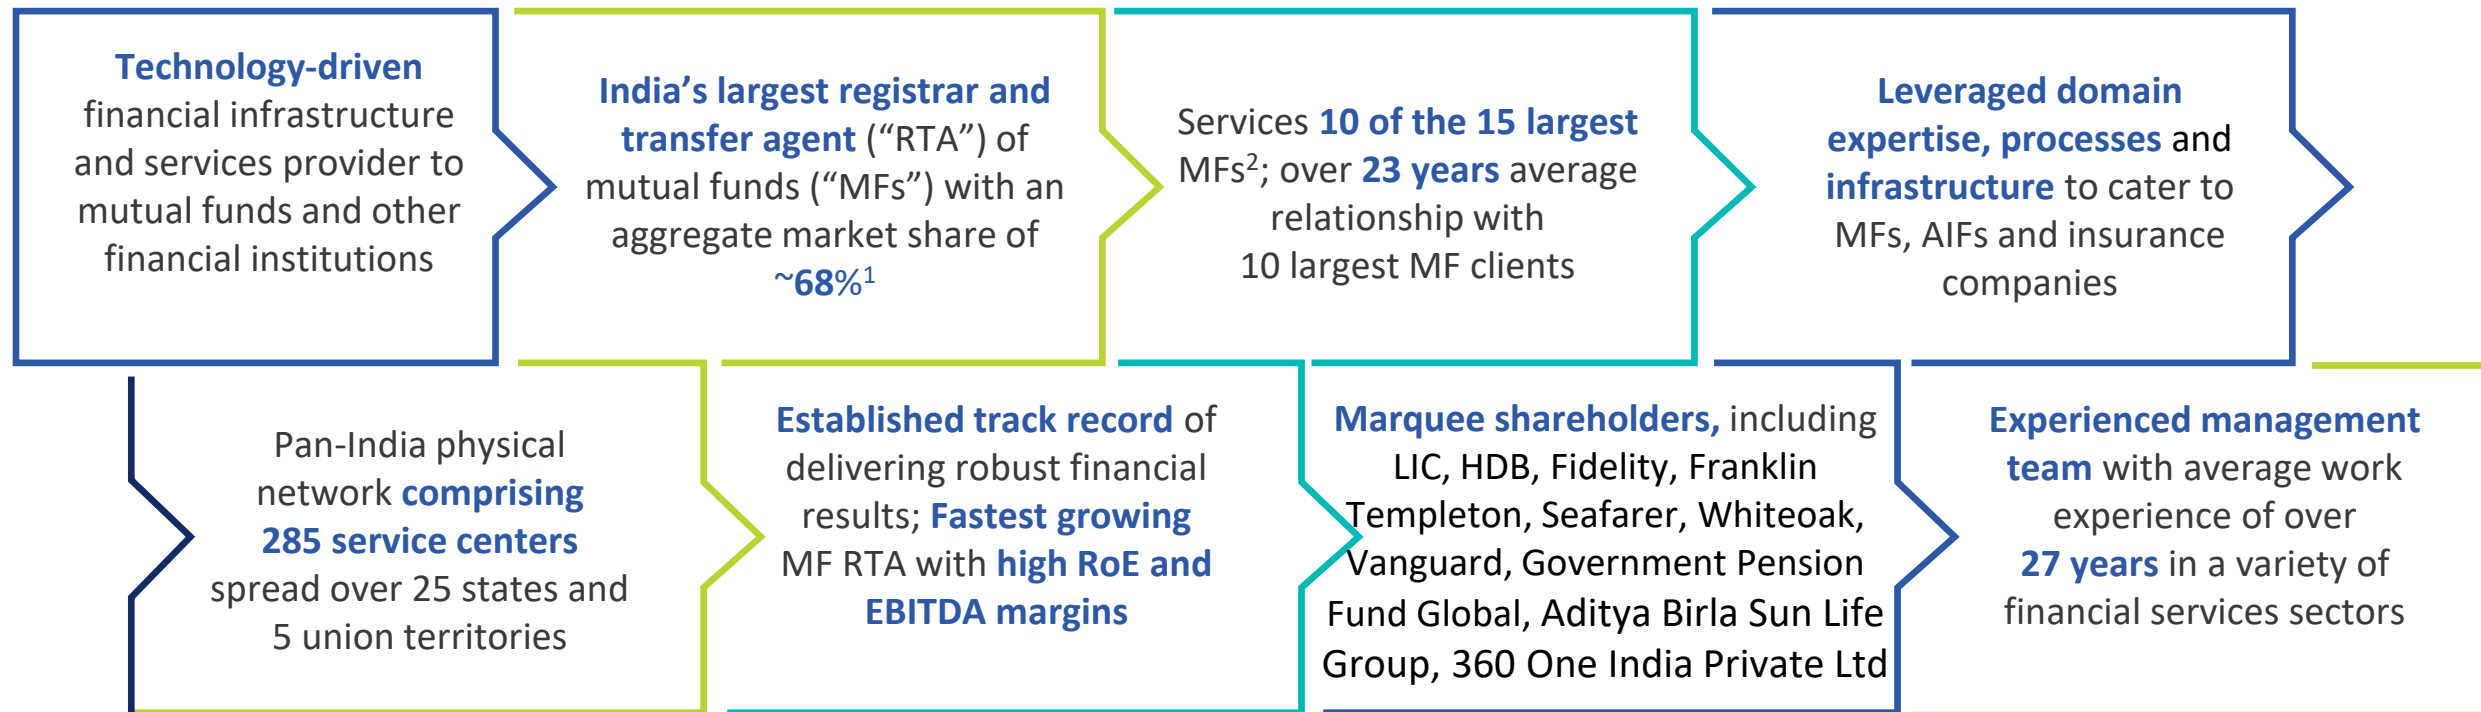 Technology-driven
financial infrastructure
and services provider to
mutual funds and other
financial institutions
India’s largest registrar and
transfer agent (“RTA”) of
mutual funds (“MFs”) with an
aggregate market share of
~68%¹
Services 10 of the 15 largest
MFs²; over 23 years average
relationship with
10 largest MF clients
Leveraged domain
expertise, processes and
infrastructure to cater to
MFs, AIFs and insurance
companies
Pan-India physical
network comprising
285 service centers
spread over 25 states and
5 union territories
Established track record of
delivering robust financial
results; Fastest growing
MF RTA with high RoE and
EBITDA margins
Marquee shareholders, including
LIC, HDB, Fidelity, Franklin
Templeton, Seafarer, Whiteoak,
Vanguard, Government Pension
Fund Global, Aditya Birla Sun Life
Group, 360 One India Private Ltd
Experienced management
team with average work
experience of over
27 years in a variety of
financial services sectors